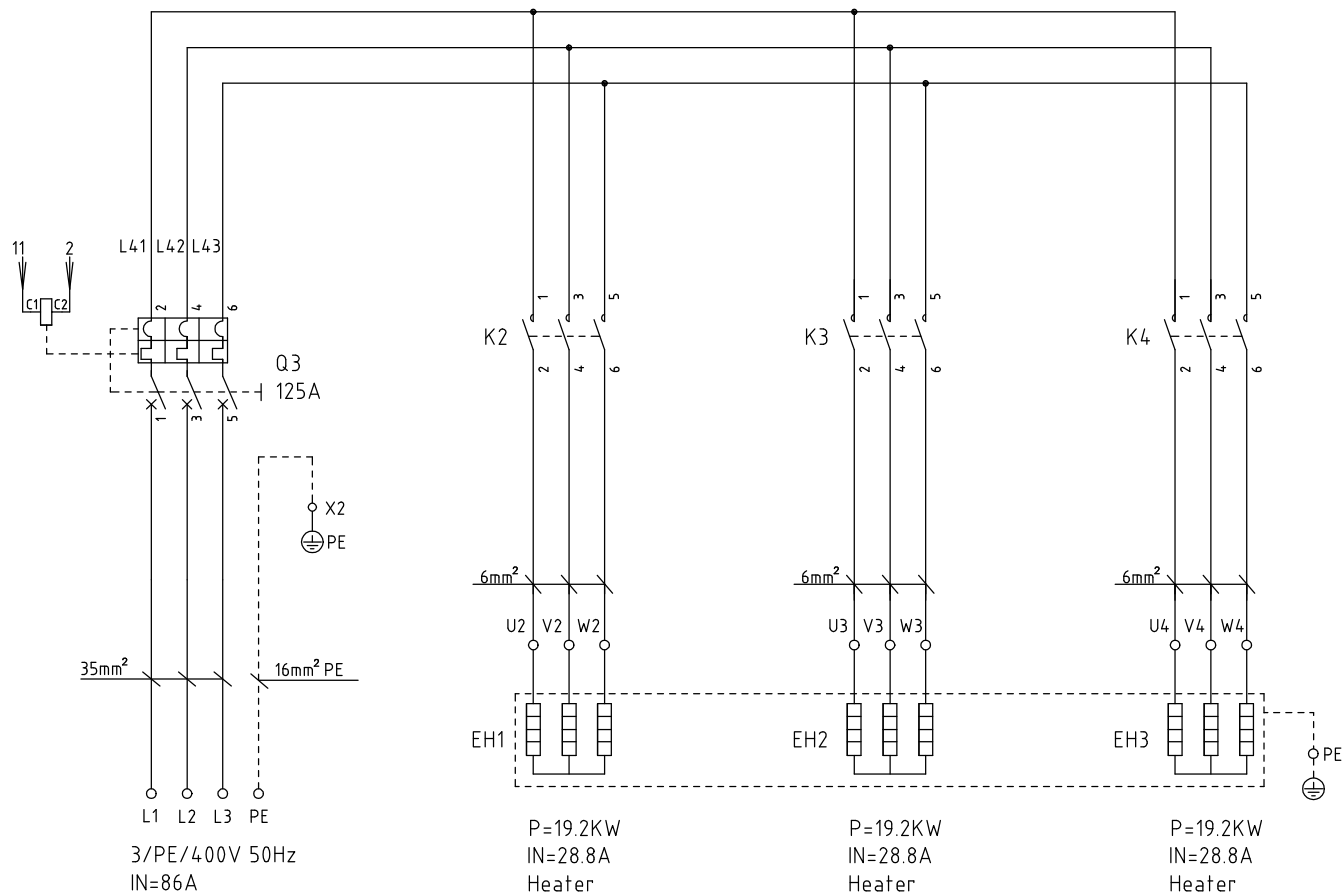 L41 L42 L43
11 2
C1 C2
2 4 6
Q3
125A
1 3 5
X2
PE
35mm²
16mm² PE
L1 L2 L3 PE
3/PE/400V 50Hz
IN=86A
1 3 5
K2
2 4 6
6mm²
U2 V2 W2
EH1
P=19.2KW
IN=28.8A
Heater
1 3 5
K3
2 4 6
6mm²
U3 V3 W3
EH2
P=19.2KW
IN=28.8A
Heater
1 3 5
K4
2 4 6
6mm²
U4 V4 W4
EH3
PE
P=19.2KW
IN=28.8A
Heater